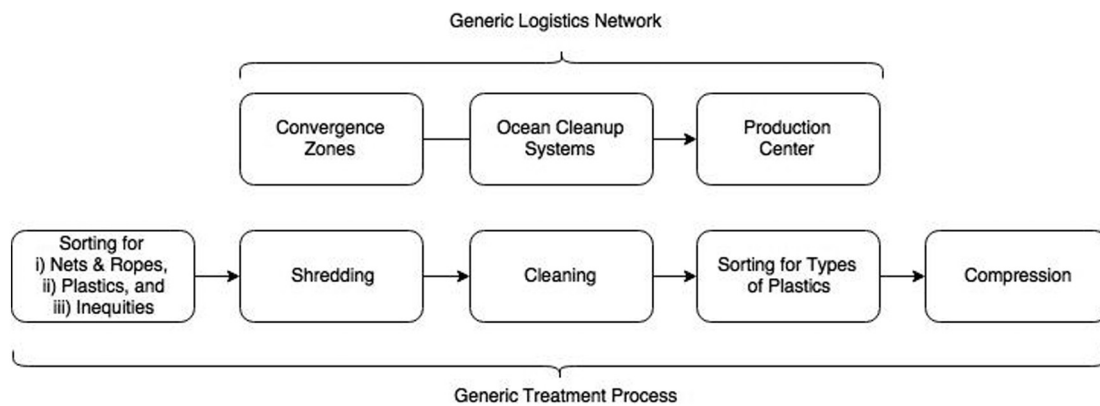 Generic Logistics Network
Convergence
Zones
Ocean Cleanup
Systems
Production
Center
Sorting for
i) Nets & Ropes,
ii) Plastics, and
iii) Inequities
Shredding
Cleaning
Sorting for Types
of Plastics
Compression
Generic Treatment Process